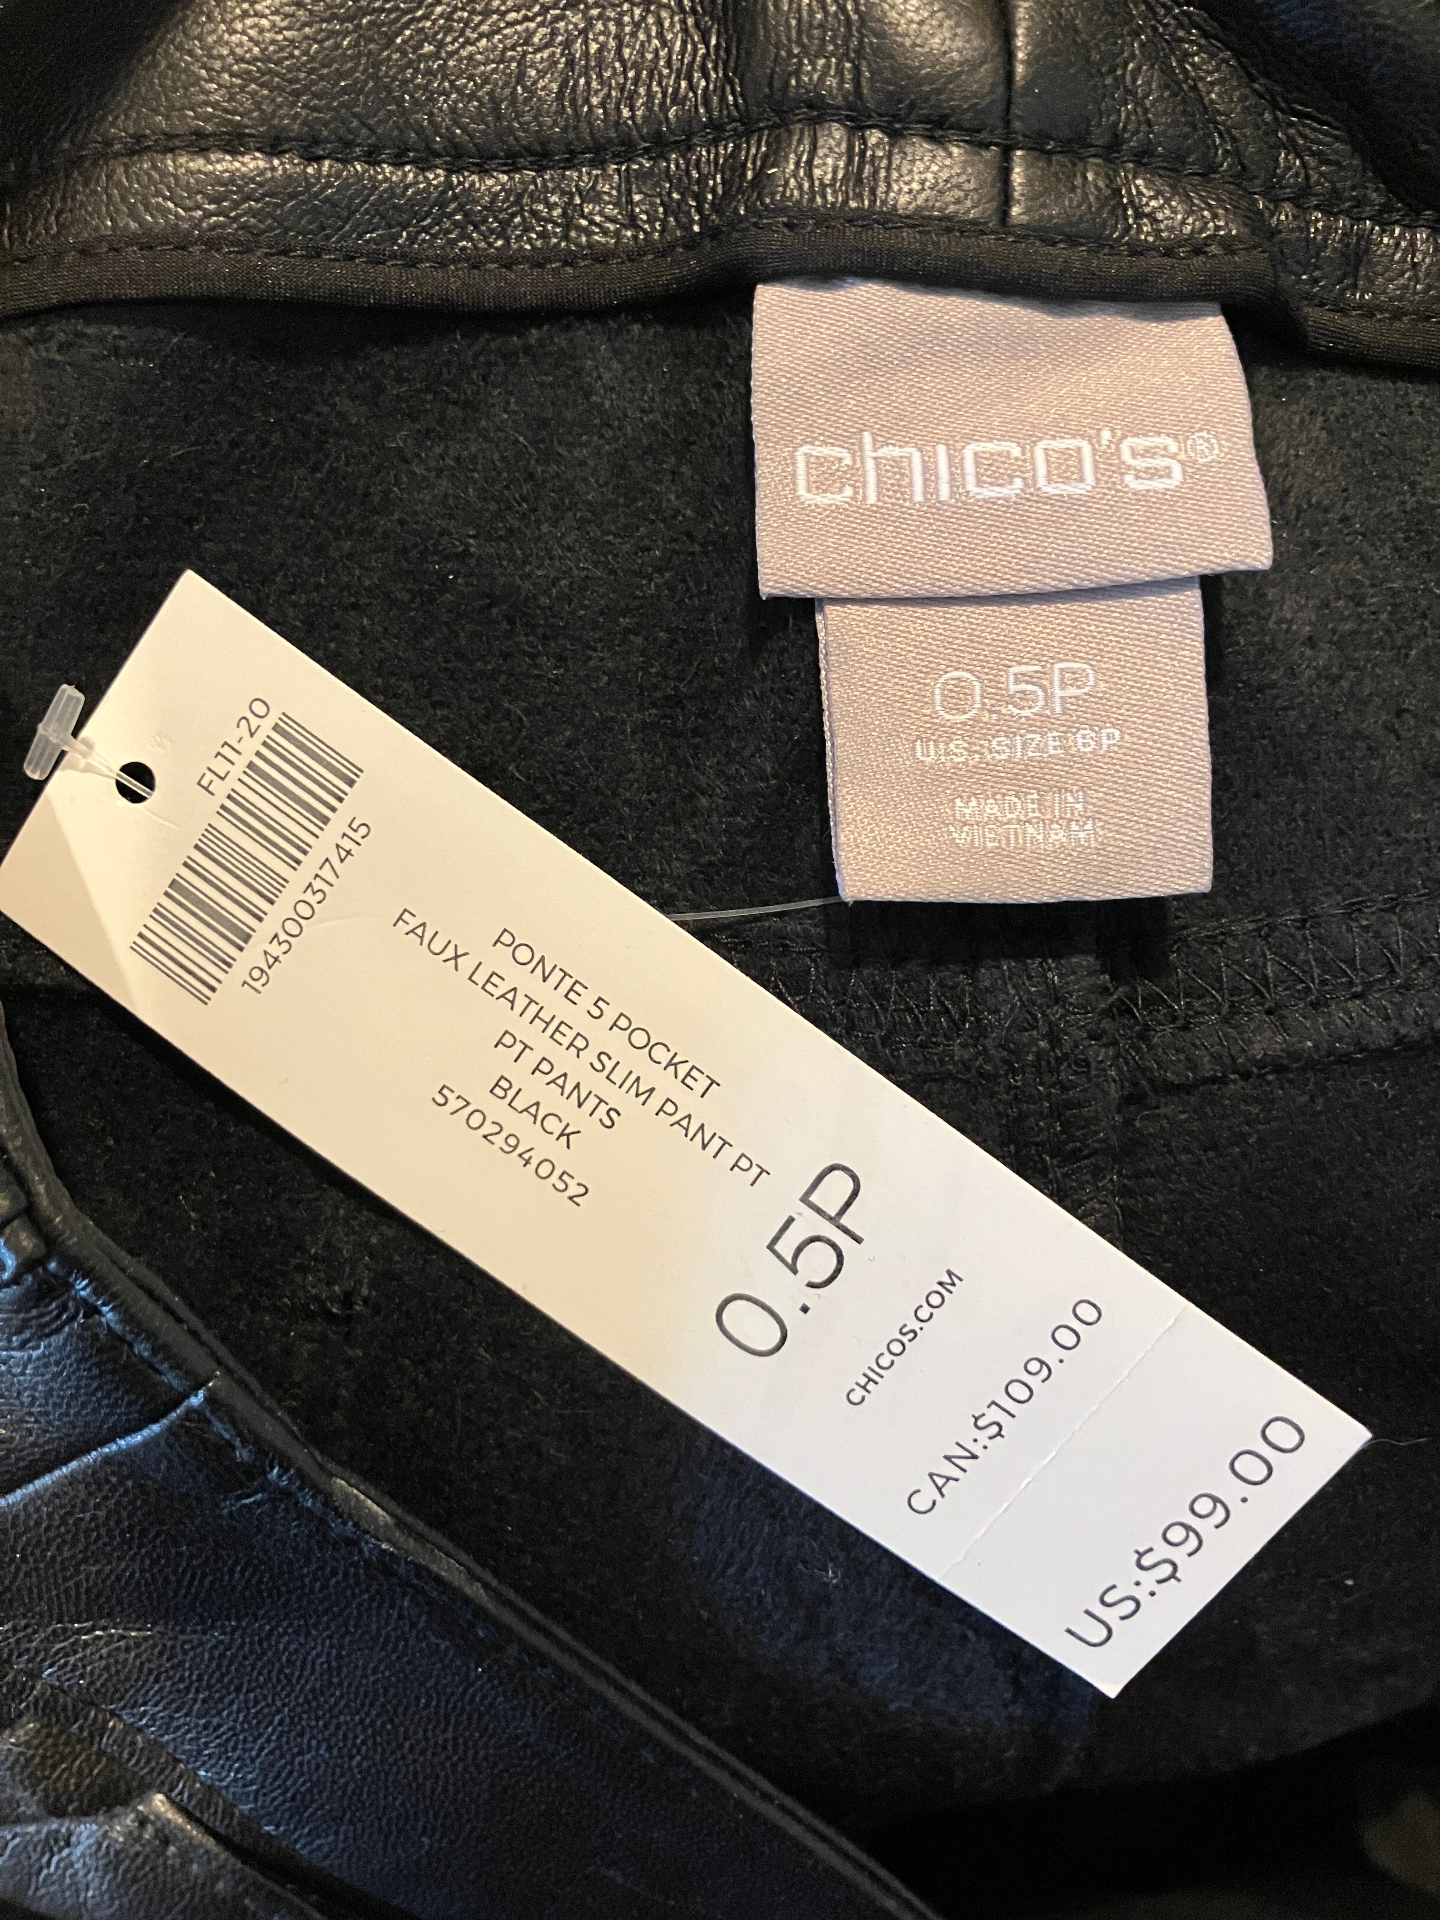 chico's®
0.5P
U.S. SIZE 6P
MADE IN
VIETNAM
FL11-20
194300317415
PONTE 5 POCKET
FAUX LEATHER SLIM PANT PT
PT PANTS
BLACK
570294052
0.5P
CHICOS.COM
CAN:$109.00
US:$99.00